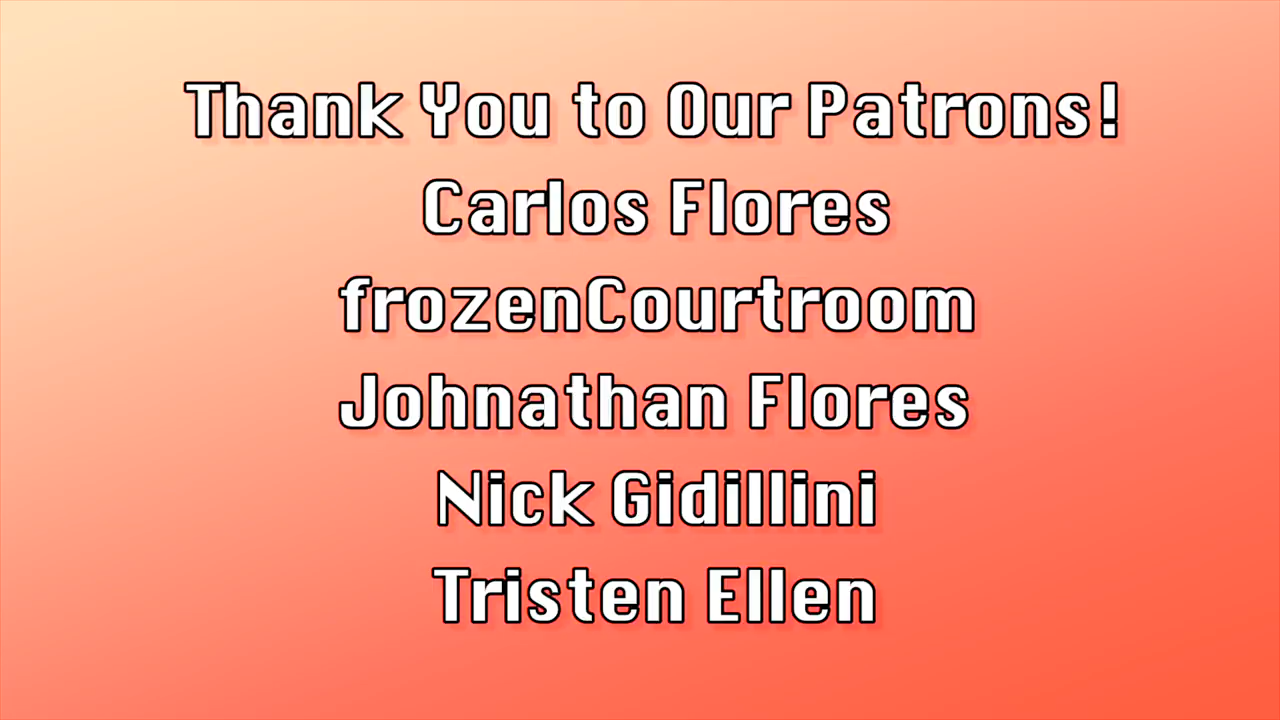 Thank You to Our Patrons!
Carlos Flores
frozenCourtroom
Johnathan Flores
Nick Gidillini
Tristen Ellen